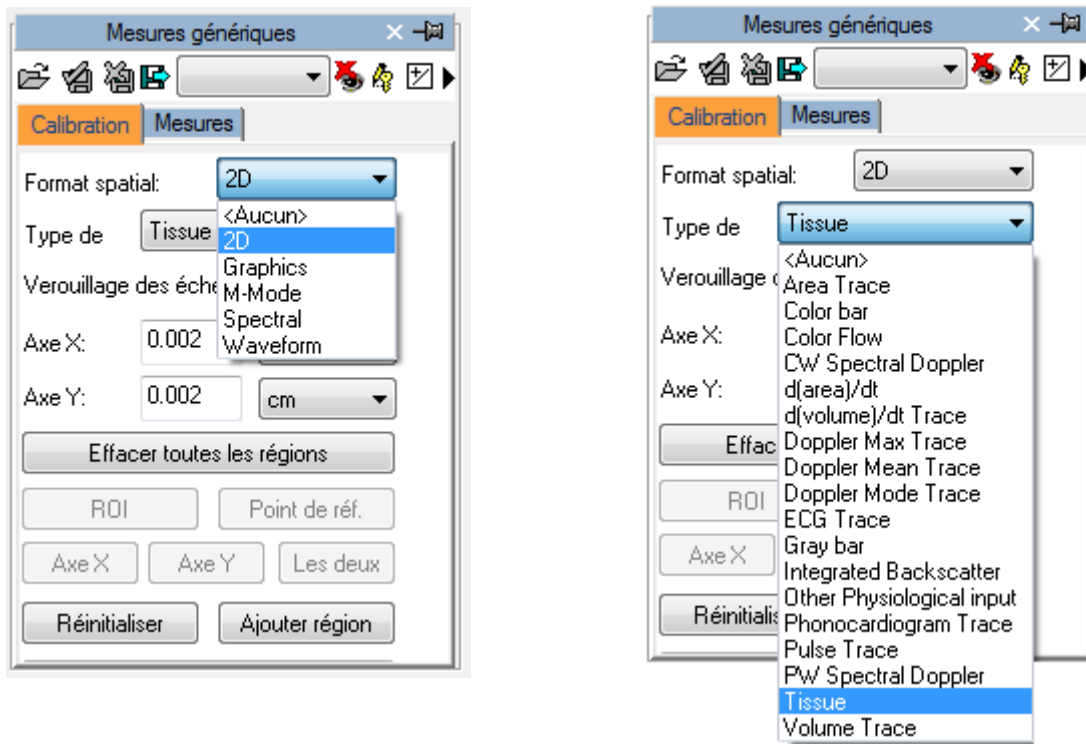 Mesures génériques
Calibration Mesures
Format spatial: 2D
<Aucun>
2D
Graphics
M-Mode
Spectral
Waveform
Type de Tissue
Verouillage des éche
Axe X: 0.002
Axe Y: 0.002 cm
Effacer toutes les régions
ROI Point de réf.
Axe X Axe Y Les deux
Réinitialiser Ajouter région
Mesures génériques
Calibration Mesures
Format spatial: 2D
Type de Tissue
<Aucun>
Area Trace
Color bar
Color Flow
CW Spectral Doppler
d(area)/dt
d(volume)/dt Trace
Doppler Max Trace
Doppler Mean Trace
Doppler Mode Trace
ECG Trace
Gray bar
Integrated Backscatter
Other Physiological input
Phonocardiogram Trace
Pulse Trace
PW Spectral Doppler
Tissue
Volume Trace
Verouillage d
Axe X:
Axe Y:
Effac
ROI
Axe X
Réinitialis